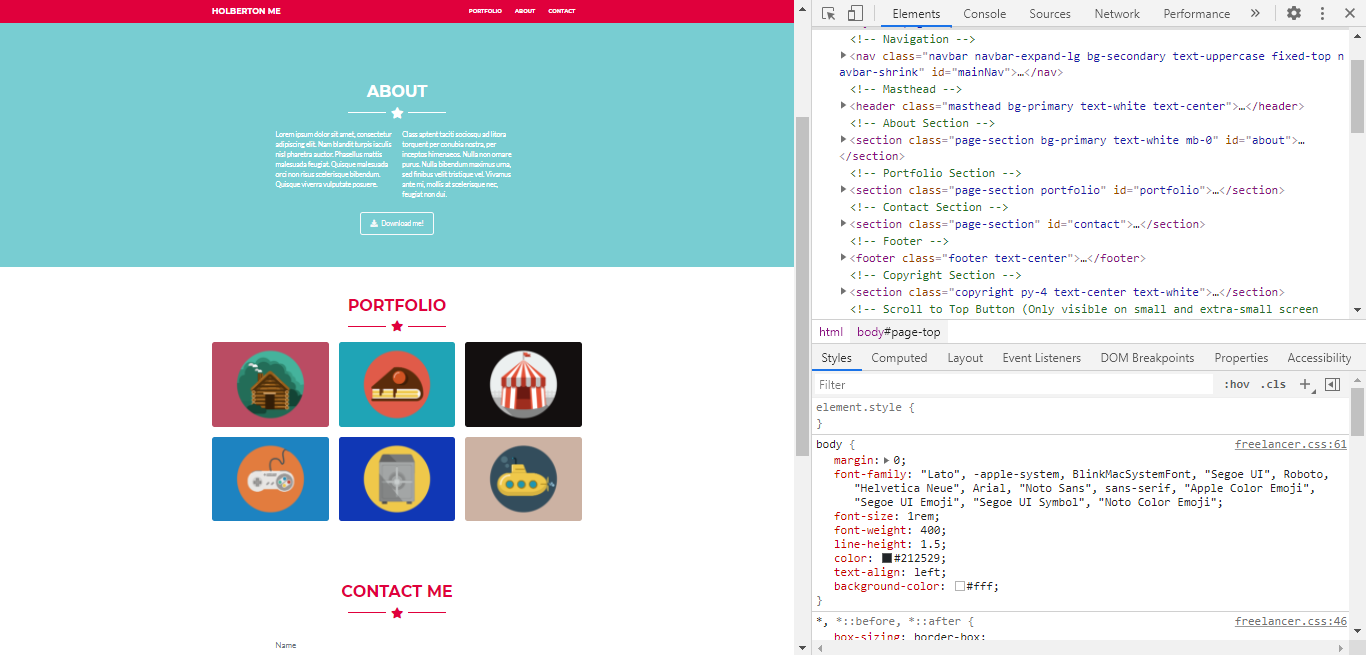 HOLBERTON ME
PORTFOLIO ABOUT CONTACT
ABOUT
Lorem ipsum dolor sit amet, consectetur
adipiscing elit. Nam blandit turpis iaculis
nisl pharetra auctor. Phasellus mattis
malesuada feugiat. Quisque malesuada
orci non risus scelerisque bibendum.
Quisque viverra vulputate posuere.
Class aptent taciti sociosqu ad litora
torquent per conubia nostra, per
inceptos himenaeos. Nulla non ornare
purus. Nulla bibendum maximus urna,
sed finibus velit tristique vel. Vivamus
ante mi, mollis at scelerisque nec,
feugiat non dui.
Download me!
PORTFOLIO
CONTACT ME
Name
Elements Console Sources Network Performance »
<!-- Navigation -->
<nav class="navbar navbar-expand-lg bg-secondary text-uppercase fixed-top n
avbar-shrink" id="mainNav">…</nav>
<!-- Masthead -->
<header class="masthead bg-primary text-white text-center">…</header>
<!-- About Section -->
<section class="page-section bg-primary text-white mb-0" id="about">…
</section>
<!-- Portfolio Section -->
<section class="page-section portfolio" id="portfolio">…</section>
<!-- Contact Section -->
<section class="page-section" id="contact">…</section>
<!-- Footer -->
<footer class="footer text-center">…</footer>
<!-- Copyright Section -->
<section class="copyright py-4 text-center text-white">…</section>
<!-- Scroll to Top Button (Only visible on small and extra-small screen
html body#page-top
Styles Computed Layout Event Listeners DOM Breakpoints Properties Accessibility
Filter :hov .cls +
element.style {
}
body { freelancer.css:61
margin: 0;
font-family: "Lato", -apple-system, BlinkMacSystemFont, "Segoe UI", Roboto,
"Helvetica Neue", Arial, "Noto Sans", sans-serif, "Apple Color Emoji",
"Segoe UI Emoji", "Segoe UI Symbol", "Noto Color Emoji";
font-size: 1rem;
font-weight: 400;
line-height: 1.5;
color: #212529;
text-align: left;
background-color: #fff;
}
*, *::before, *::after { freelancer.css:46
box-sizing: border-box;